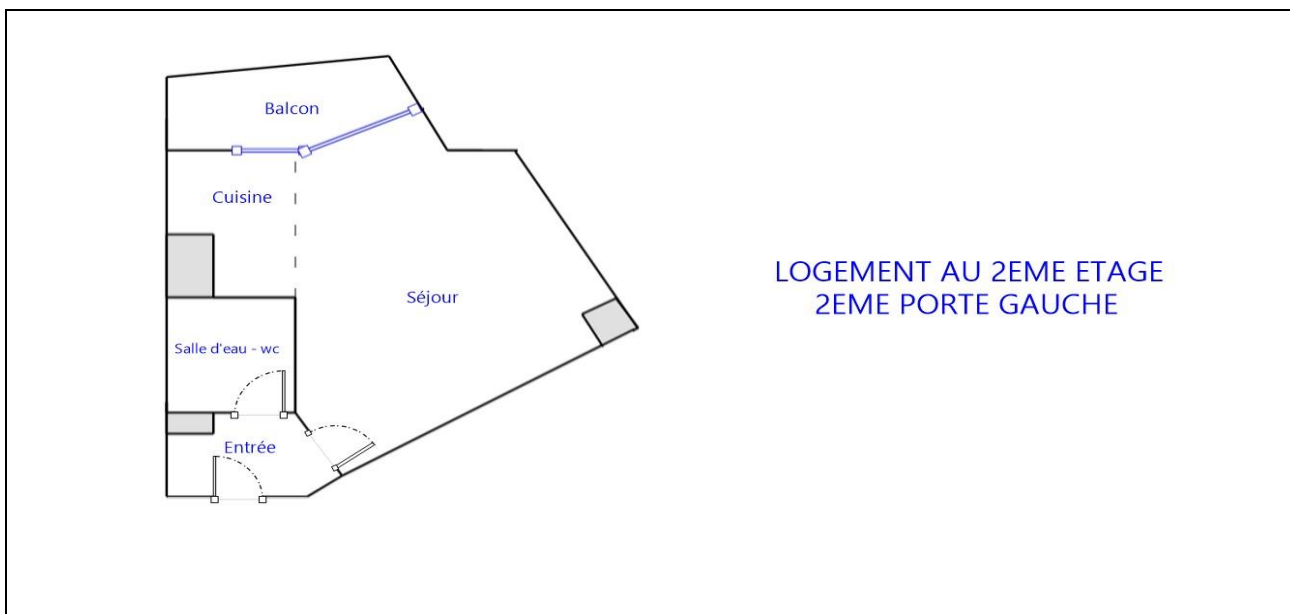 Balcon
Cuisine
Séjour
LOGEMENT AU 2EME ETAGE
2EME PORTE GAUCHE
Salle d'eau - wc
Entrée